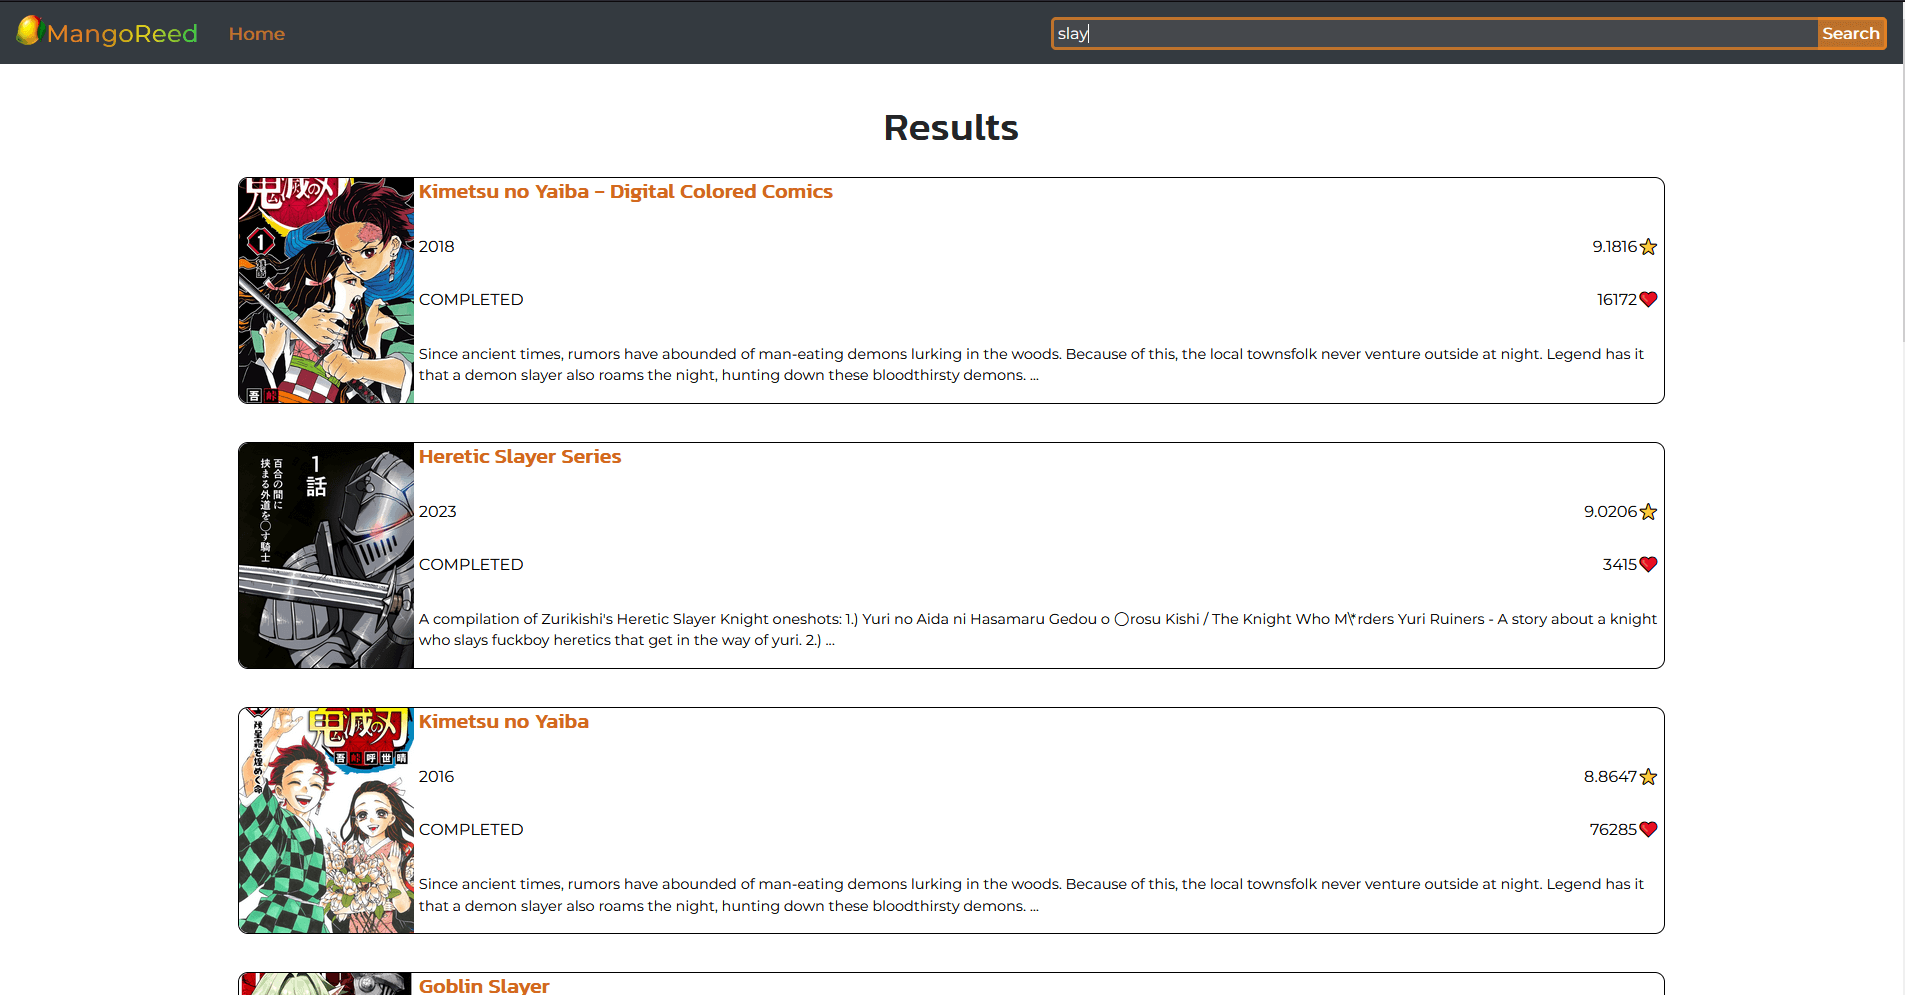 MangoReed Home slay Search
Results
鬼滅の刃
1
吾峠
Kimetsu no Yaiba - Digital Colored Comics
2018 9.1816
COMPLETED 16172
Since ancient times, rumors have abounded of man-eating demons lurking in the woods. Because of this, the local townsfolk never venture outside at night. Legend has it
that a demon slayer also roams the night, hunting down these bloodthirsty demons. ...
1話
百合の間に
挟まる外道を〇す騎士
Heretic Slayer Series
2023 9.0206
COMPLETED 3415
A compilation of Zurikishi's Heretic Slayer Knight oneshots: 1.) Yuri no Aida ni Hasamaru Gedou o ◯rosu Kishi / The Knight Who M\*rders Yuri Ruiners - A story about a knight
who slays fuckboy heretics that get in the way of yuri. 2.) ...
鬼滅の刃
吾峠呼世晴
Kimetsu no Yaiba
2016 8.8647
COMPLETED 76285
Since ancient times, rumors have abounded of man-eating demons lurking in the woods. Because of this, the local townsfolk never venture outside at night. Legend has it
that a demon slayer also roams the night, hunting down these bloodthirsty demons. ...
Goblin Slayer